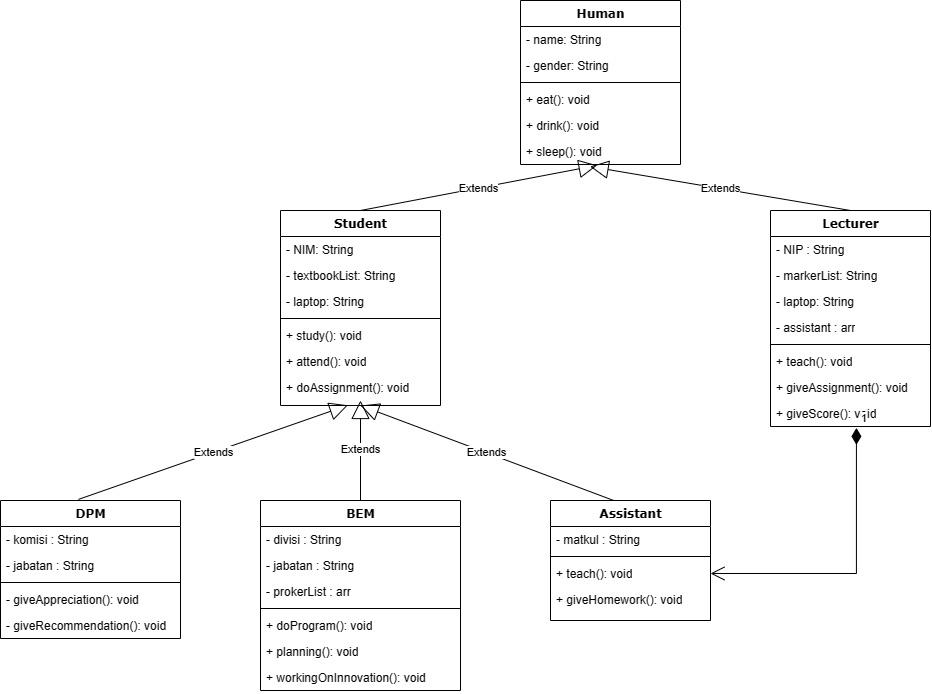 Human
- name: String
- gender: String
+ eat(): void
+ drink(): void
+ sleep(): void
Extends
Extends
Student
- NIM: String
- textbookList: String
- laptop: String
+ study(): void
+ attend(): void
+ doAssignment(): void
Lecturer
- NIP : String
- markerList: String
- laptop: String
- assistant : arr
+ teach(): void
+ giveAssignment(): void
+ giveScore(): void
1
Extends
Extends
Extends
DPM
- komisi : String
- jabatan : String
- giveAppreciation(): void
- giveRecommendation(): void
BEM
- divisi : String
- jabatan : String
- prokerList : arr
+ doProgram(): void
+ planning(): void
+ workingOnInnovation(): void
Assistant
- matkul : String
+ teach(): void
+ giveHomework(): void